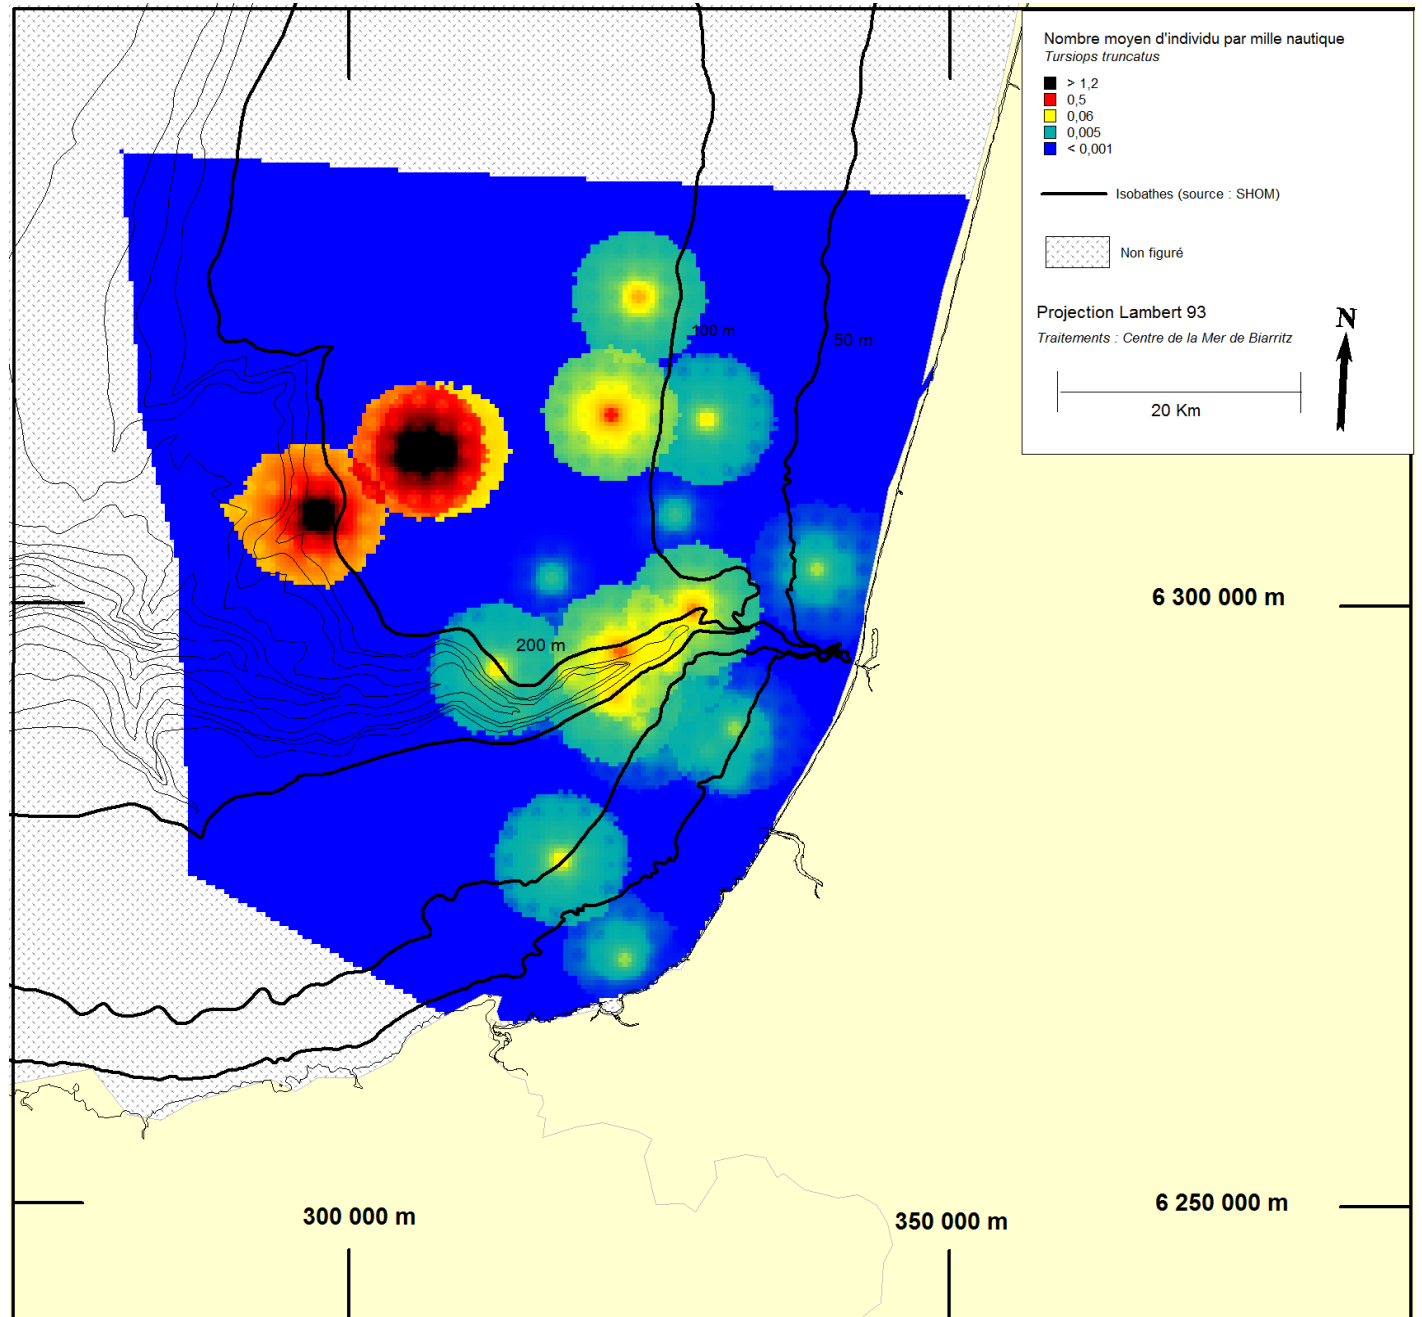 Nombre moyen d'individu par mille nautique
Tursiops truncatus
> 1,2
0,5
0,06
0,005
< 0,001
Isobathes (source : SHOM)
Non figuré
Projection Lambert 93
Traitements : Centre de la Mer de Biarritz
N
20 Km
100 m
50 m
200 m
6 300 000 m
6 250 000 m
300 000 m
350 000 m